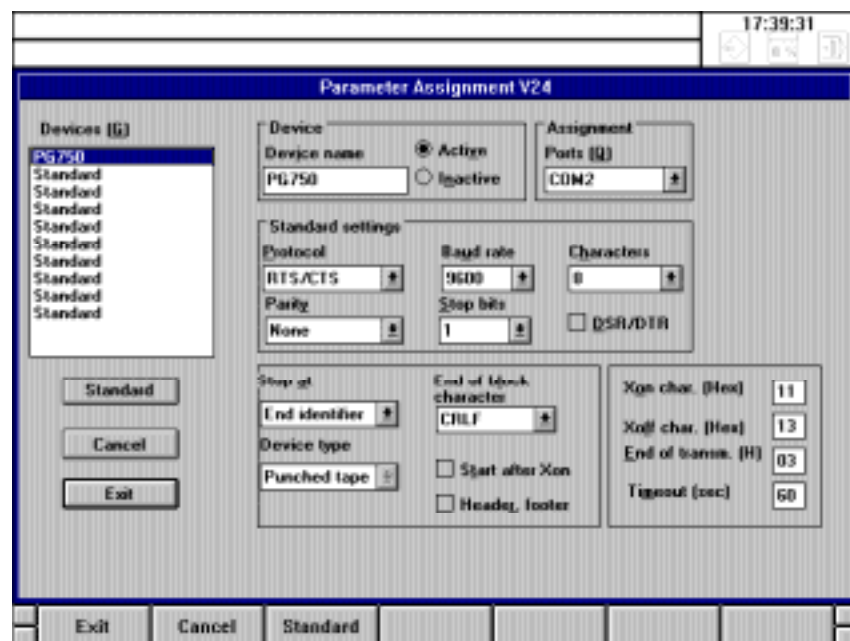 17:39:31
Parameter Assignment V24
Devices (G)
PG750
Standard
Standard
Standard
Standard
Standard
Standard
Standard
Standard
Standard
Standard
Cancel
Exit
Device
Device name
PG750
Active
Inactive
Assignment
Ports (Q)
COM2
Standard settings
Protocol
RTS/CTS
Baud rate
9600
Characters
8
Parity
None
Stop bits
1
DSR/DTR
Stop at
End identifier
End of block
character
CRLF
Device type
Punched tape
Start after Xon
Header, footer
Xon char. (Hex)
11
Xoff char. (Hex)
13
End of transm. (H)
03
Timeout (sec)
60
Exit
Cancel
Standard